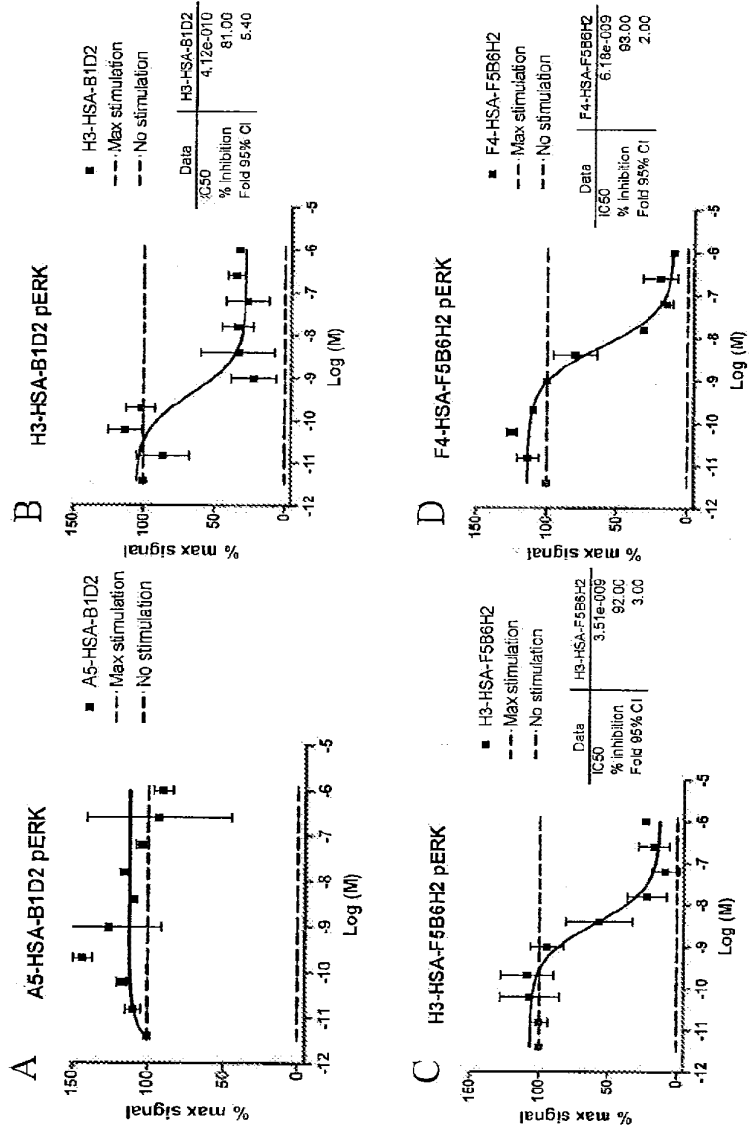 A
A5-HSA-B1D2 pERK
A5-HSA-B1D2
Max stimulation
No stimulation
% max signal
150
100
50
0
-12
-11
-10
-9
-8
-7
-6
-5
Log (M)
B
H3-HSA-B1D2 pERK
H3-HSA-B1D2
Max stimulation
No stimulation
% max signal
150
100
50
0
-12
-11
-10
-9
-8
-7
-6
-5
Log (M)
Data H3-HSA-B1D2
IC50 4.12e-010
% Inhibition 81.00
Fold 95% CI 5.40
C
H3-HSA-F5B6H2 pERK
H3-HSA-F5B6H2
Max stimulation
No stimulation
% max signal
150
100
50
0
-12
-11
-10
-9
-8
-7
-6
-5
Log (M)
Data H3-HSA-F5B6H2
IC50 3.51e-009
% Inhibition 92.00
Fold 95% CI 3.00
D
F4-HSA-F5B6H2 pERK
F4-HSA-F5B6H2
Max stimulation
No stimulation
% max signal
150
100
50
0
-12
-11
-10
-9
-8
-7
-6
-5
Log (M)
Data F4-HSA-F5B6H2
IC50 6.18e-009
% Inhibition 93.00
Fold 95% CI 2.00